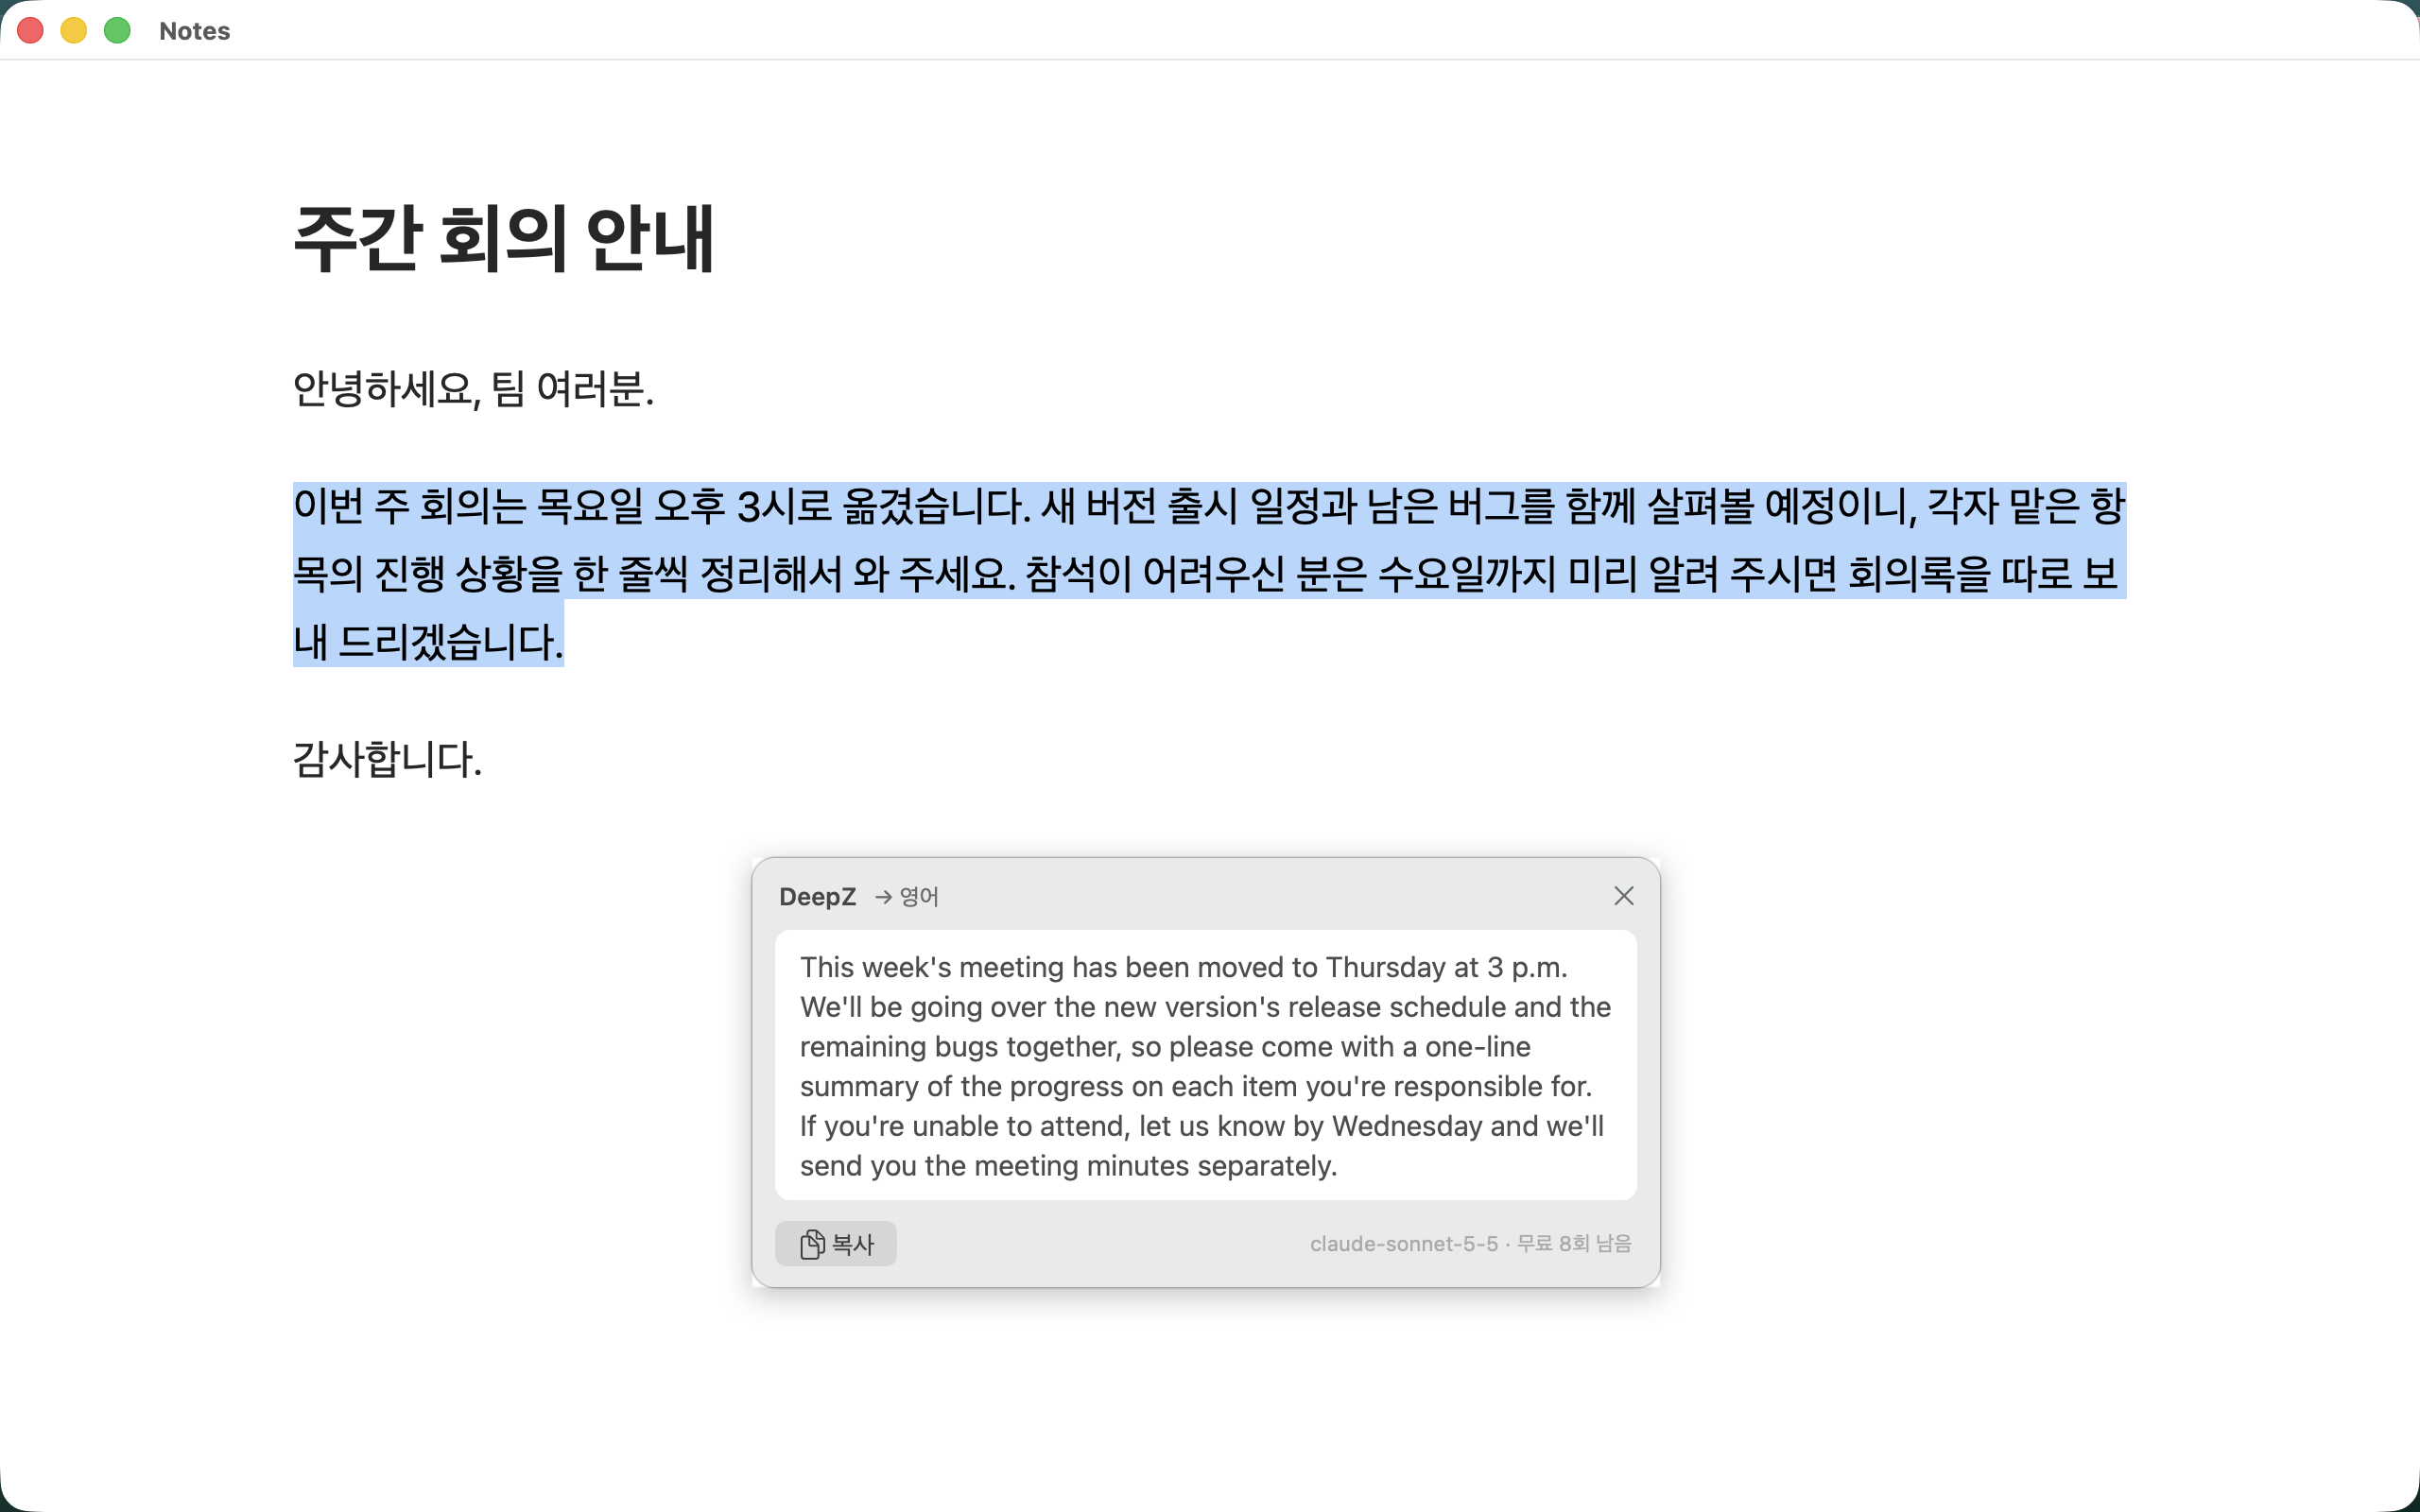 Notes
주간 회의 안내
안녕하세요, 팀 여러분.
이번 주 회의는 목요일 오후 3시로 옮겼습니다. 새 버전 출시 일정과 남은 버그를 함께 살펴볼 예정이니, 각자 맡은 항
목의 진행 상황을 한 줄씩 정리해서 와 주세요. 참석이 어려우신 분은 수요일까지 미리 알려 주시면 회의록을 따로 보
내 드리겠습니다.
감사합니다.
DeepZ → 영어
This week's meeting has been moved to Thursday at 3 p.m.
We'll be going over the new version's release schedule and the
remaining bugs together, so please come with a one-line
summary of the progress on each item you're responsible for.
If you're unable to attend, let us know by Wednesday and we'll
send you the meeting minutes separately.
복사
claude-sonnet-5-5 · 무료 8회 남음